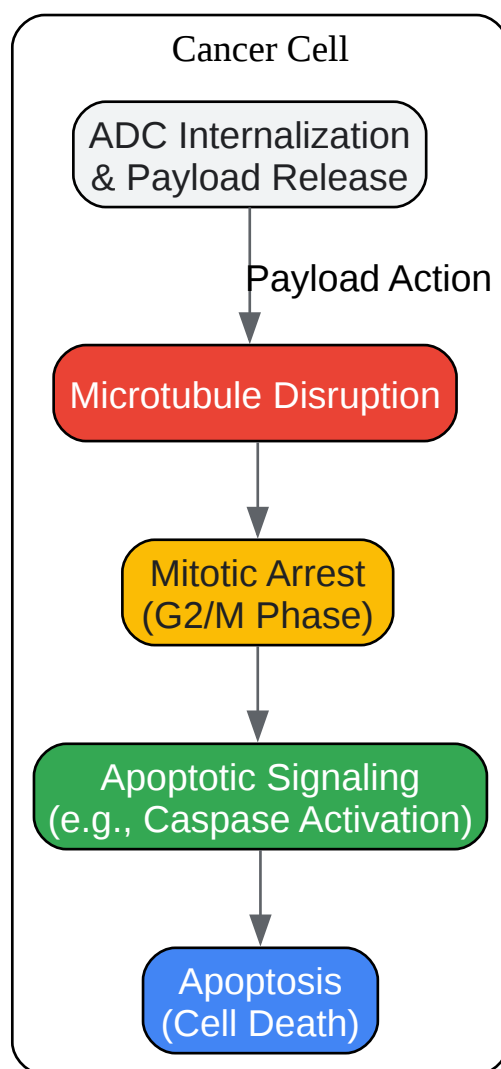 Cancer Cell
ADC Internalization
& Payload Release
Payload Action
Microtubule Disruption
Mitotic Arrest
(G2/M Phase)
Apoptotic Signaling
(e.g., Caspase Activation)
Apoptosis
(Cell Death)